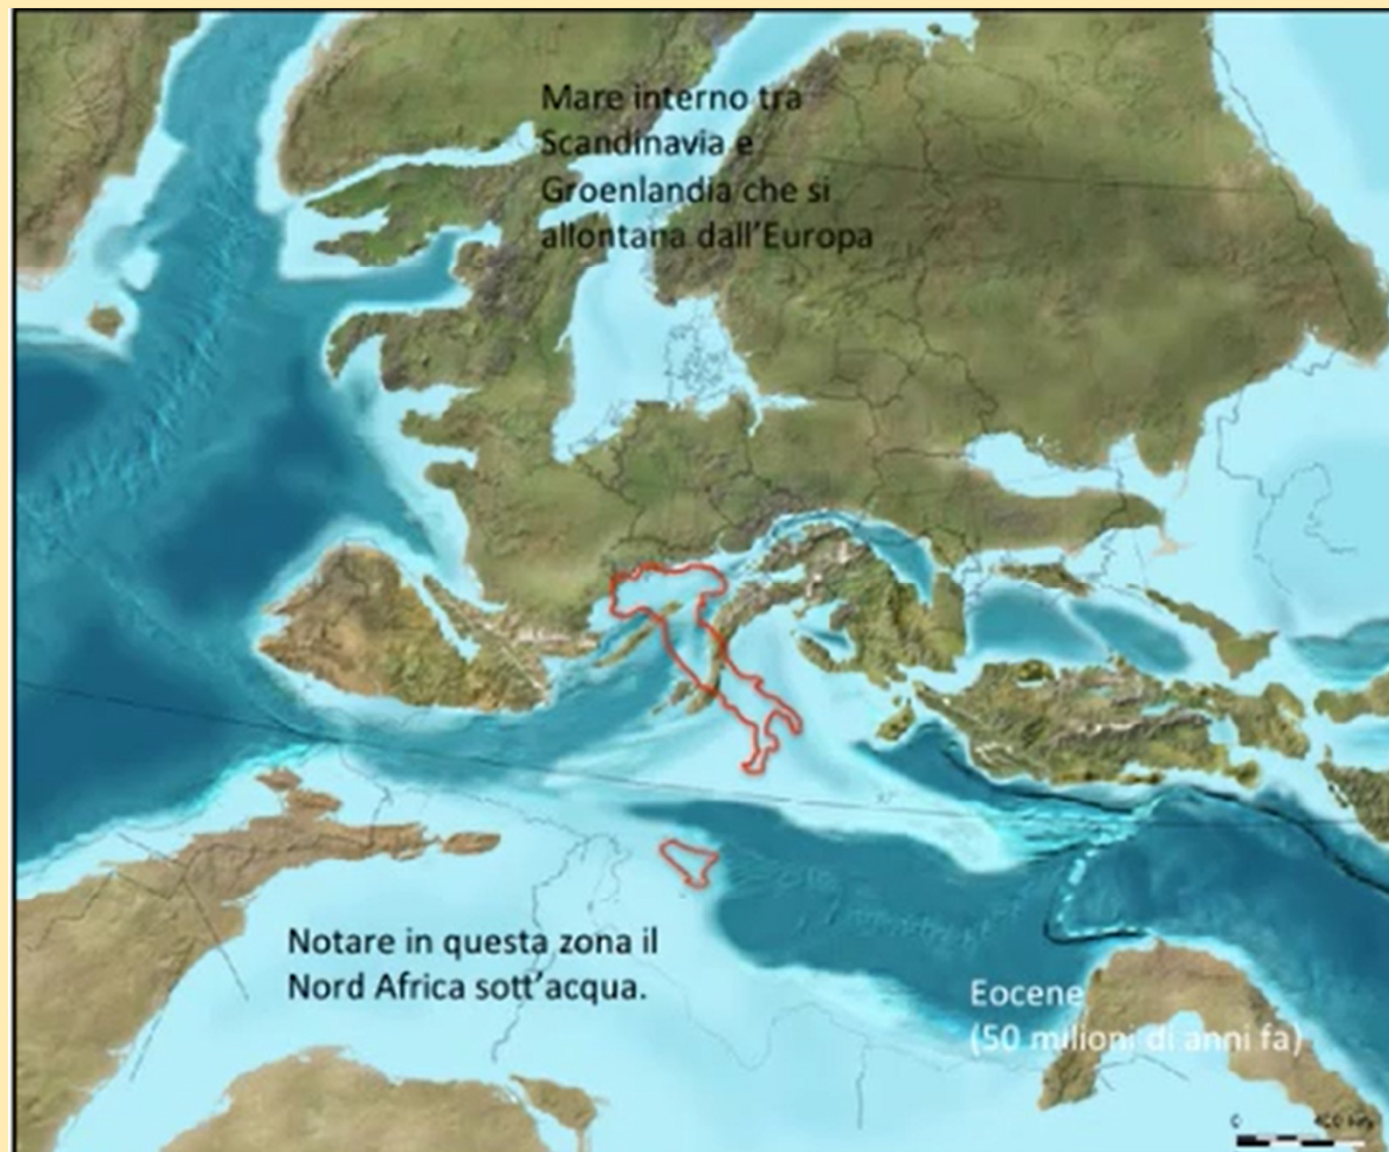 Mare interno tra
Scandinavia e
Groenlandia che si
allontana dall'Europa
Notare in questa zona il
Nord Africa sott'acqua.
Eocene
(50 milioni di anni fa)
0